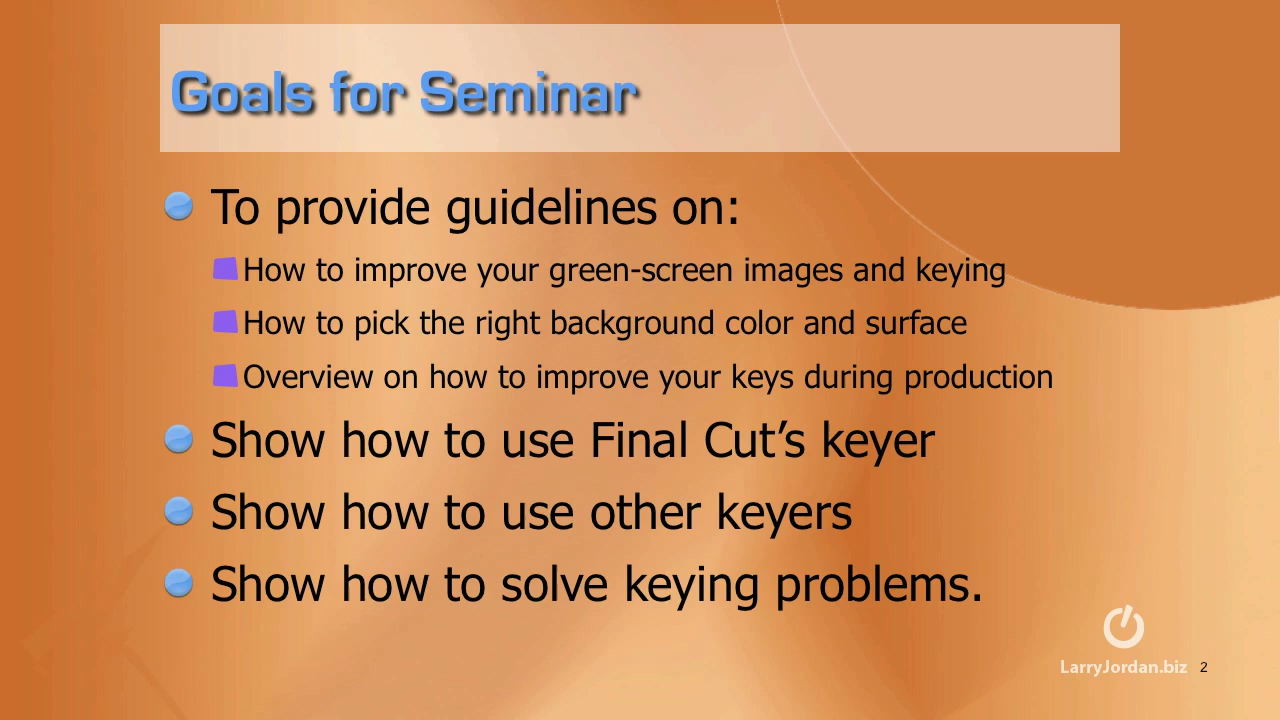 Goals for Seminar
To provide guidelines on:
How to improve your green-screen images and keying
How to pick the right background color and surface
Overview on how to improve your keys during production
Show how to use Final Cut’s keyer
Show how to use other keyers
Show how to solve keying problems.
LarryJordan.biz 2